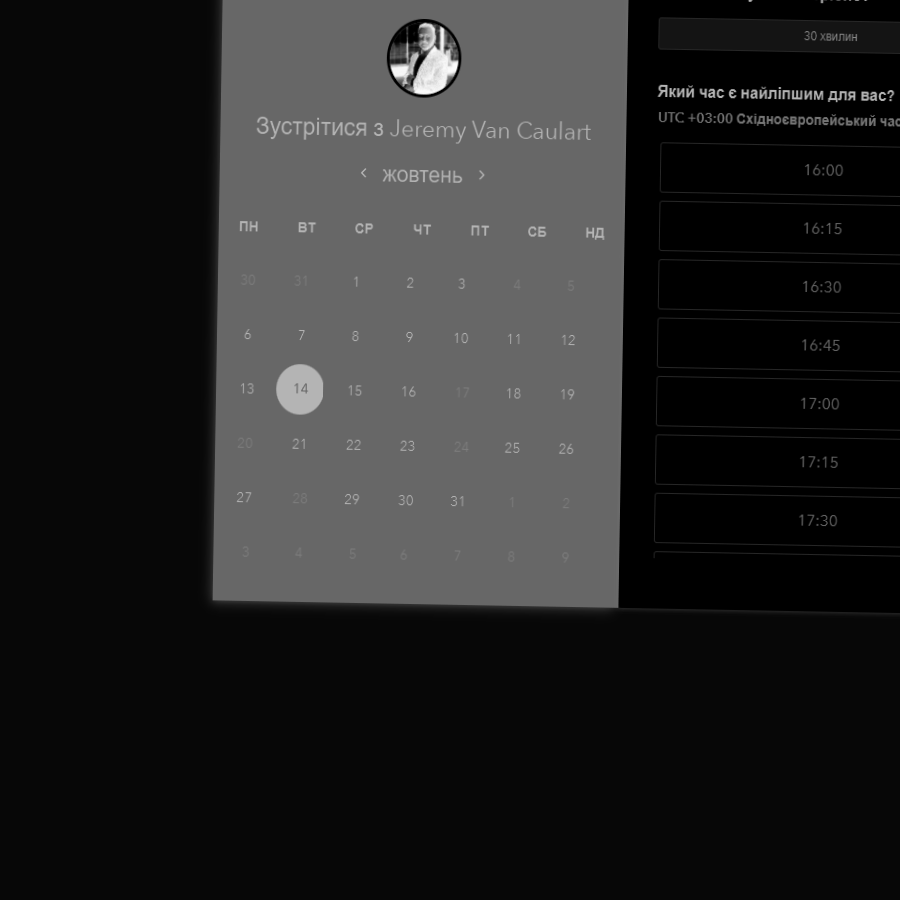 Зустрітися з Jeremy Van Caulart
‹ жовтень ›
ПН ВТ СР ЧТ ПТ СБ НД
30 31 1 2 3 4 5
6 7 8 9 10 11 12
13 14 15 16 17 18 19
20 21 22 23 24 25 26
27 28 29 30 31 1 2
3 4 5 6 7 8 9
30 хвилин
Який час є найліпшим для вас?
UTC +03:00 Східноєвропейський час
16:00
16:15
16:30
16:45
17:00
17:15
17:30